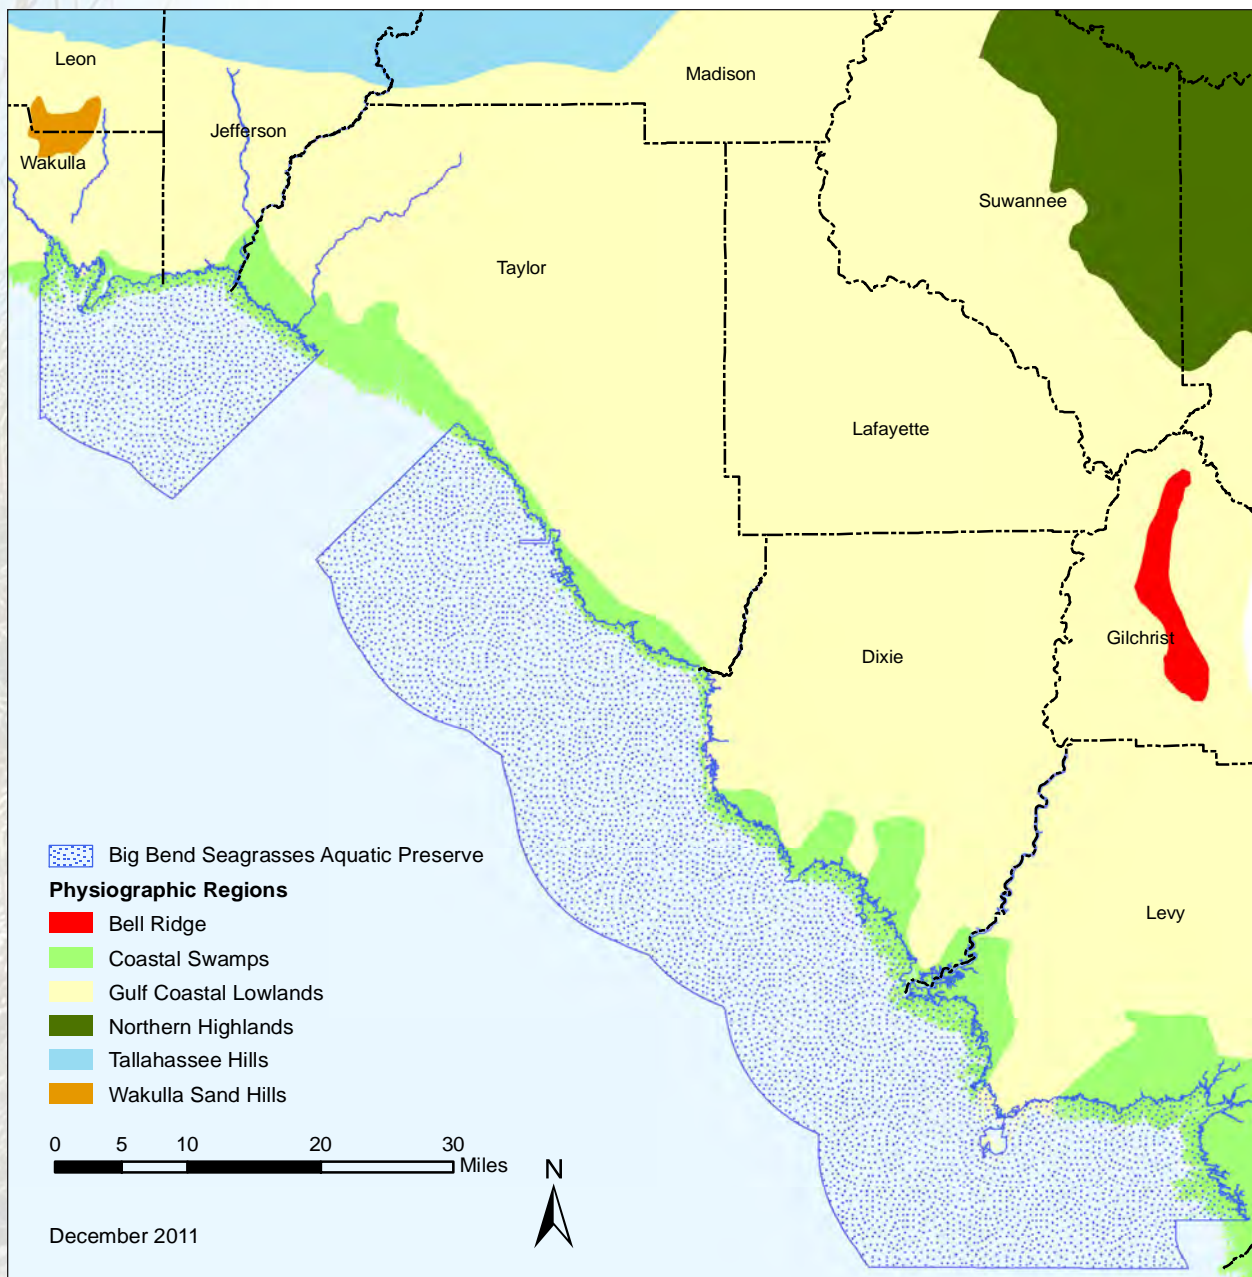 Leon
Madison
Jefferson
Wakulla
Suwannee
Taylor
Lafayette
Gilchrist
Dixie
Levy
Big Bend Seagrasses Aquatic Preserve
Physiographic Regions
Bell Ridge
Coastal Swamps
Gulf Coastal Lowlands
Northern Highlands
Tallahassee Hills
Wakulla Sand Hills
0 5 10 20 30
Miles
N
December 2011